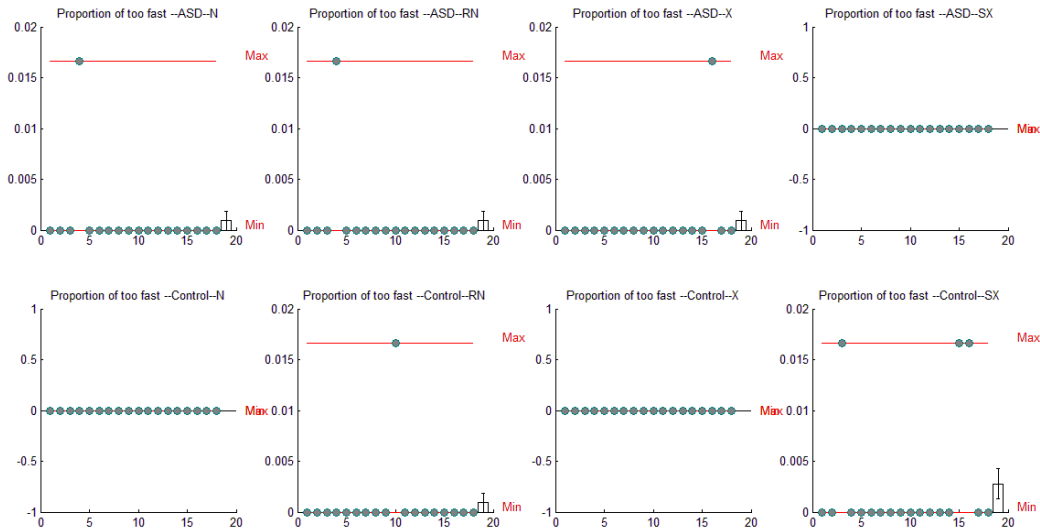 Proportion of too fast --ASD--N
0.02
0.015
0.01
0.005
0
0 5 10 15 20
Max
Min
Proportion of too fast --ASD--RN
0.02
0.015
0.01
0.005
0
0 5 10 15 20
Max
Min
Proportion of too fast --ASD--X
0.02
0.015
0.01
0.005
0
0 5 10 15 20
Max
Min
Proportion of too fast --ASD--SX
1
0.5
0
-0.5
-1
0 5 10 15 20
Max
Min
Proportion of too fast --Control--N
1
0.5
0
-0.5
-1
0 5 10 15 20
Max
Min
Proportion of too fast --Control--RN
0.02
0.015
0.01
0.005
0
0 5 10 15 20
Max
Min
Proportion of too fast --Control--X
1
0.5
0
-0.5
-1
0 5 10 15 20
Max
Min
Proportion of too fast --Control--SX
0.02
0.015
0.01
0.005
0
0 5 10 15 20
Max
Min